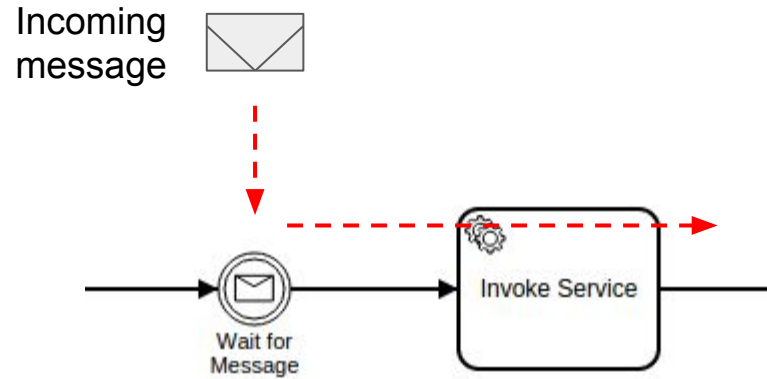 Incoming
message
Invoke Service
Wait for
Message